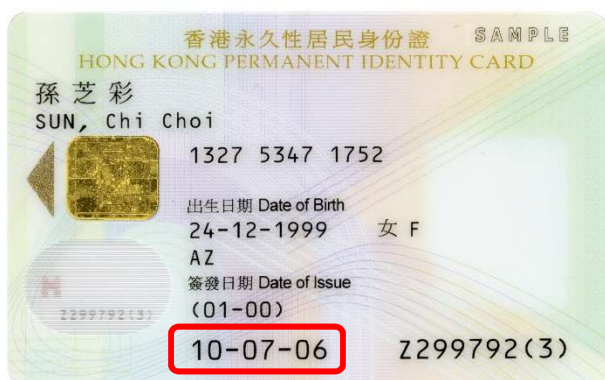 SAMPLE
香港永久性居民身份證
HONG KONG PERMANENT IDENTITY CARD
孫芝彩
SUN, Chi Choi
1327 5347 1752
出生日期 Date of Birth
24-12-1999 女 F
AZ
簽發日期 Date of Issue
H
(01-00)
Z299792(3)
10-07-06 Z299792(3)